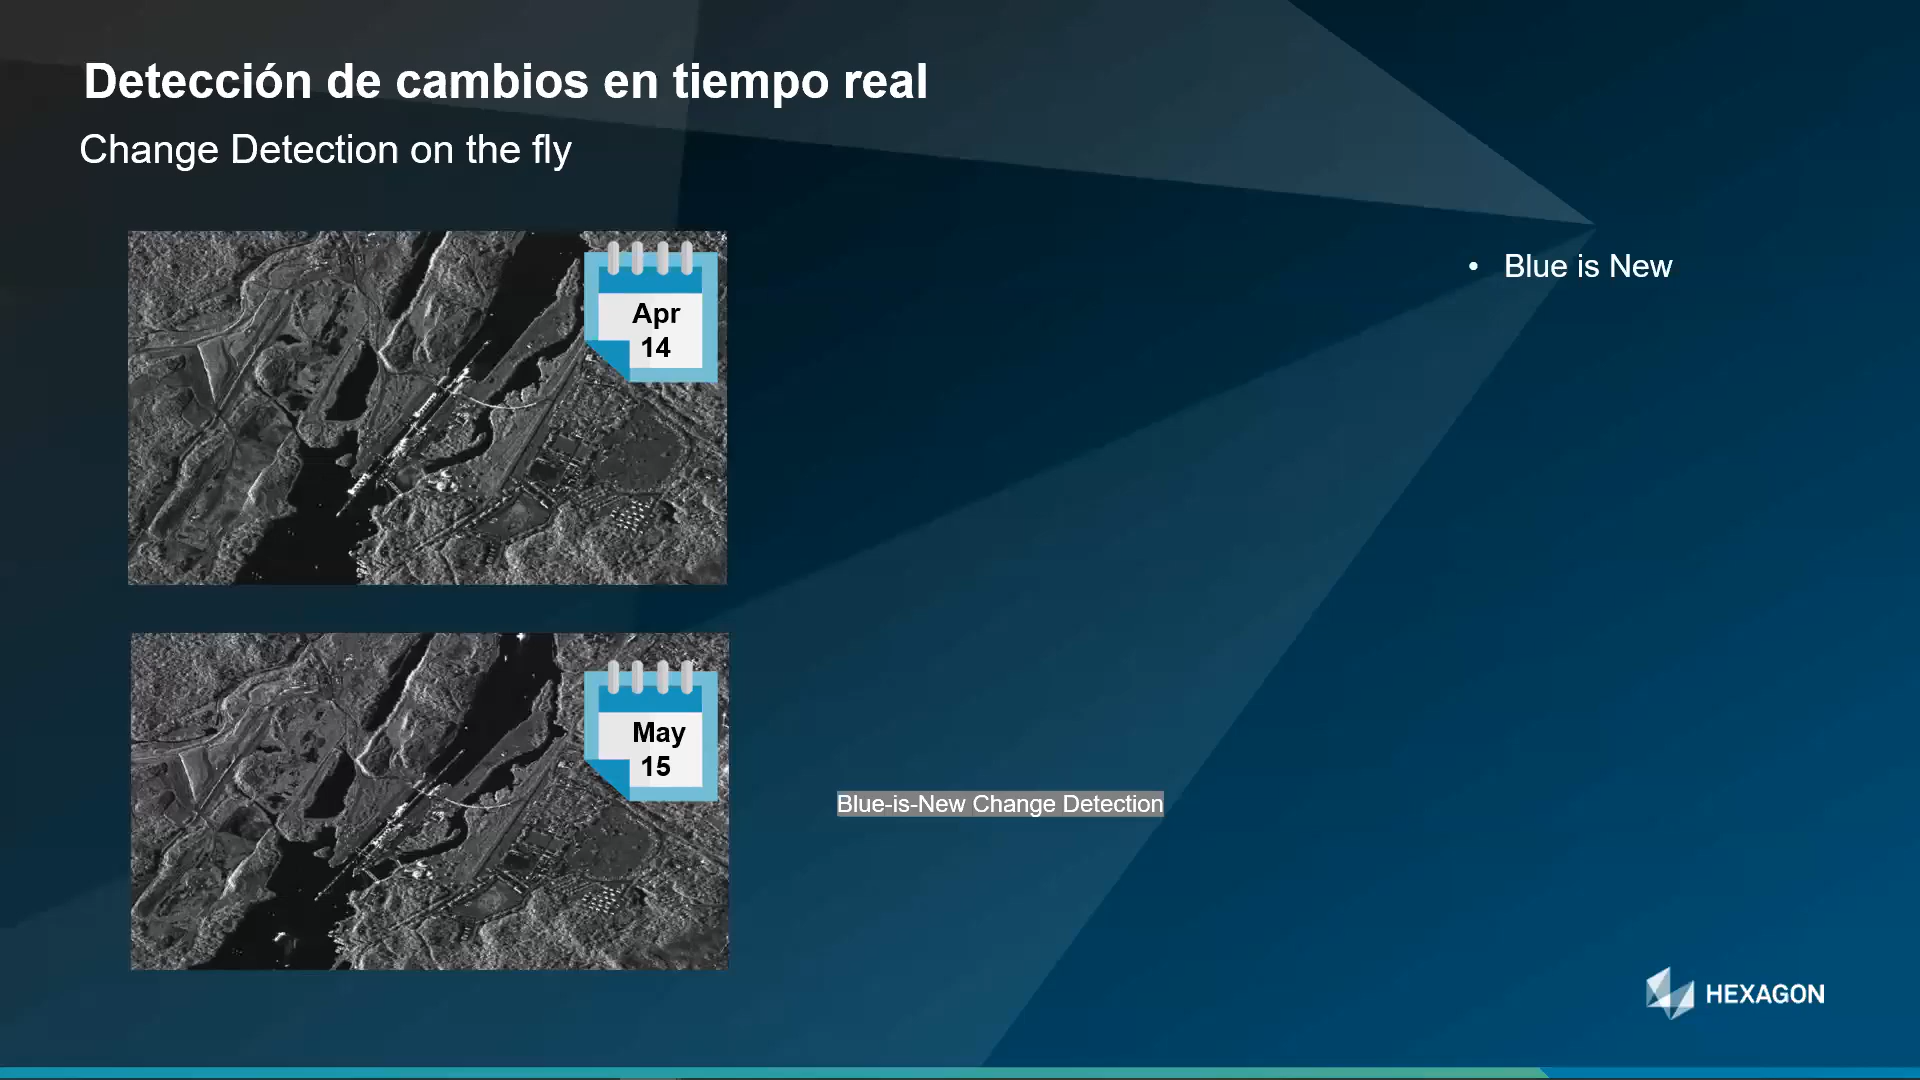 Detección de cambios en tiempo real
Change Detection on the fly
Apr
14
• Blue is New
May
15
Blue-is-New Change Detection
HEXAGON